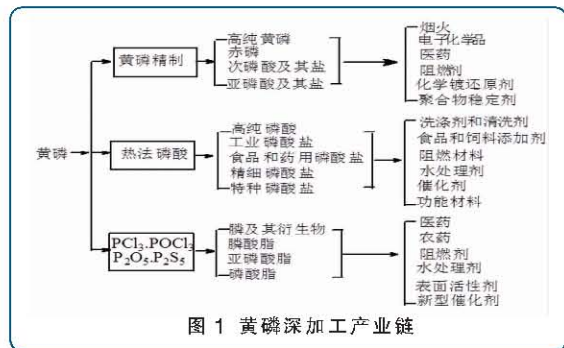 黄磷
黄磷精制
高纯黄磷
赤磷
次磷酸及其盐
亚磷酸及其盐
烟火
电子化学品
医药
阻燃剂
化学镀还原剂
聚合物稳定剂
热法磷酸
高纯磷酸
工业磷酸盐
食品和药用磷酸盐
精细磷酸盐
特种磷酸盐
洗涤剂和清洗剂
食品和饲料添加剂
阻燃材料
水处理剂
催化剂
功能材料
PCl₃.POCl₃
P₂O₅.P₂S₅
膦及其衍生物
膦酸脂
亚磷酸脂
磷酸脂
医药
农药
阻燃剂
水处理剂
表面活性剂
新型催化剂
图 1 黄磷深加工产业链